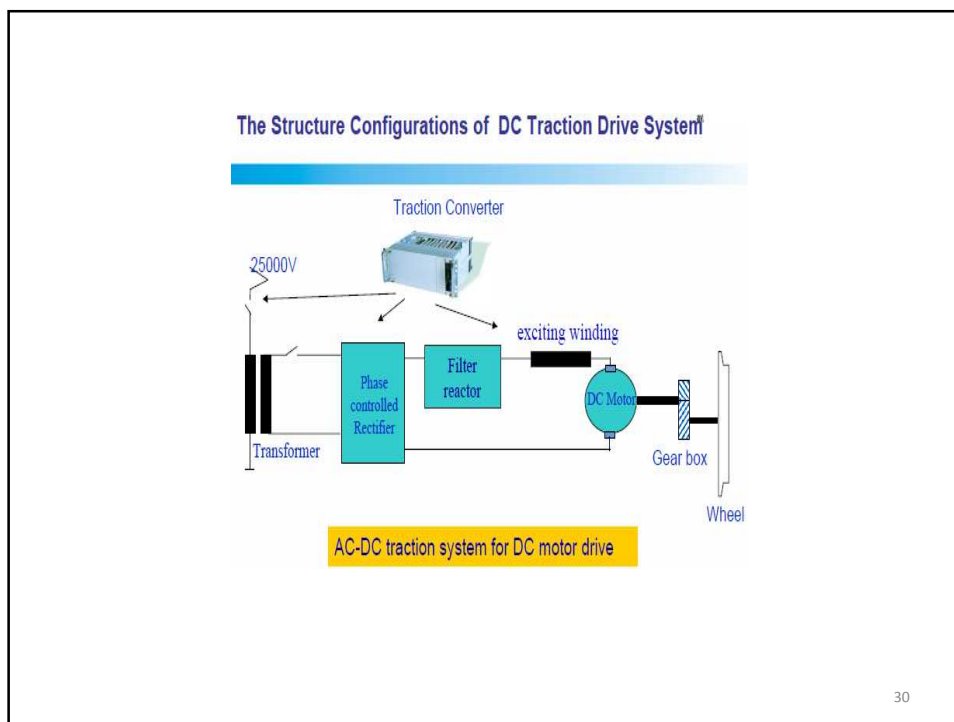 The Structure Configurations of DC Traction Drive System
Traction Converter
25000V
exciting winding
Filter
reactor
Phase
controlled
Rectifier
DC Motor
Transformer
Gear box
Wheel
AC-DC traction system for DC motor drive
30